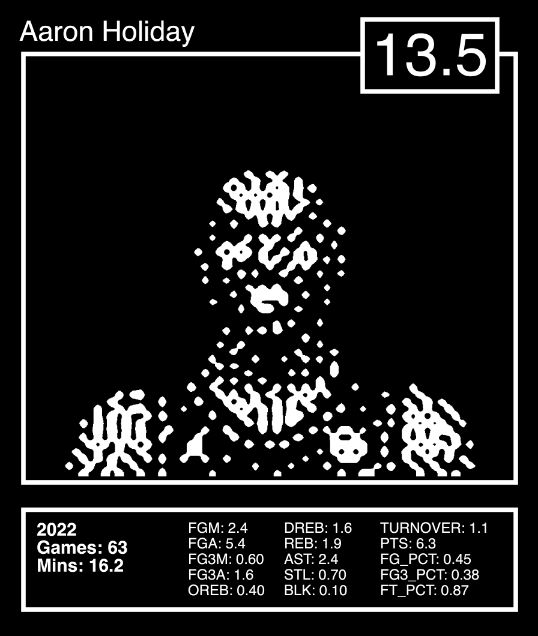 Aaron Holiday
13.5
2022
Games: 63
Mins: 16.2
FGM: 2.4
FGA: 5.4
FG3M: 0.60
FG3A: 1.6
OREB: 0.40
DREB: 1.6
REB: 1.9
AST: 2.4
STL: 0.70
BLK: 0.10
TURNOVER: 1.1
PTS: 6.3
FG_PCT: 0.45
FG3_PCT: 0.38
FT_PCT: 0.87